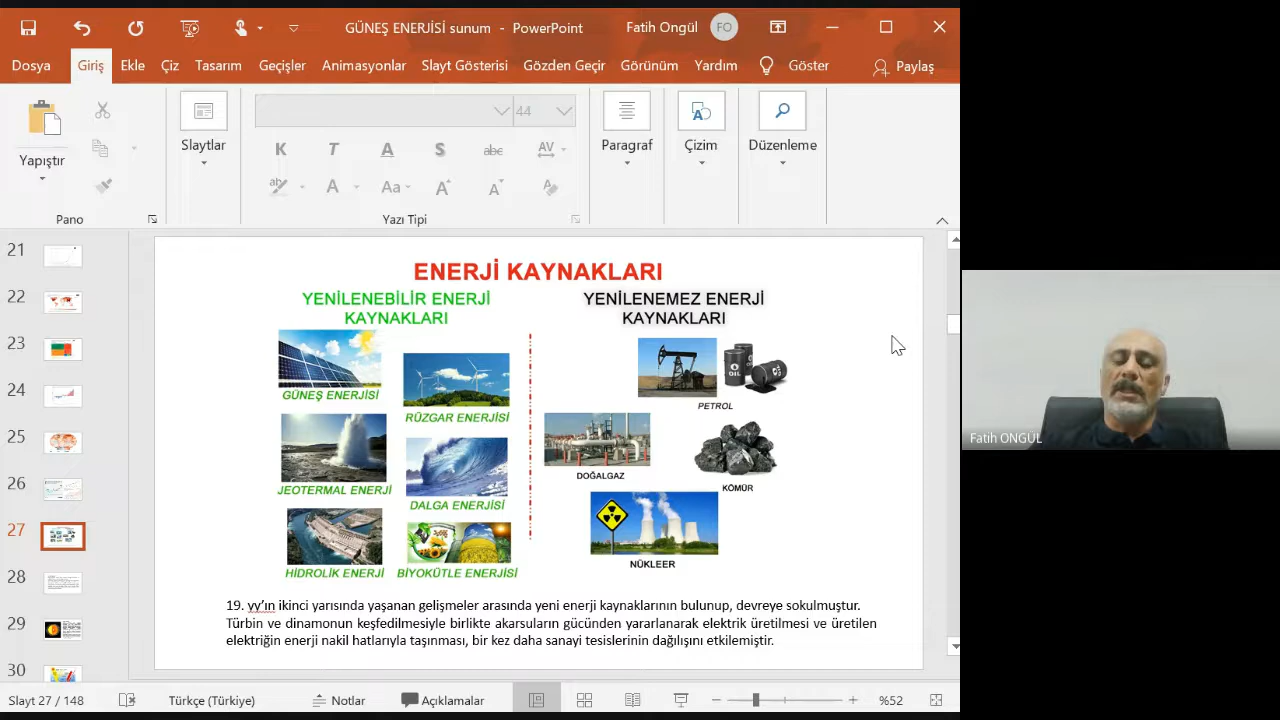 GÜNEŞ ENERJİSİ sunum - PowerPoint
Fatih Ongül
FO
Dosya
Giriş
Ekle
Çiz
Tasarım
Geçişler
Animasyonlar
Slayt Gösterisi
Gözden Geçir
Görünüm
Yardım
Göster
Paylaş
44
Yapıştır
Slaytlar
K
T
A
S
abc
AV
ab
A
Aa
A
A
A
Paragraf
Çizim
Düzenleme
Pano
Yazı Tipi
21
22
23
24
25
26
27
28
29
30
ENERJİ KAYNAKLARI
YENİLENEBİLİR ENERJİ
KAYNAKLARI
GÜNEŞ ENERJİSİ
RÜZGAR ENERJİSİ
JEOTERMAL ENERJİ
DALGA ENERJİSİ
HİDROLİK ENERJİ
BİYOKÜTLE ENERJİSİ
YENİLENEMEZ ENERJİ
KAYNAKLARI
OIL
OIL
PETROL
DOĞALGAZ
KÖMÜR
NÜKLEER
19. yy'ın ikinci yarısında yaşanan gelişmeler arasında yeni enerji kaynaklarının bulunup, devreye sokulmuştur.
Türbin ve dinamonun keşfedilmesiyle birlikte akarsuların gücünden yararlanarak elektrik üretilmesi ve üretilen
elektriğin enerji nakil hatlarıyla taşınması, bir kez daha sanayi tesislerinin dağılışını etkilemiştir.
Fatih ONGÜL
Slayt 27 / 148
Türkçe (Türkiye)
Notlar
Açıklamalar
%52